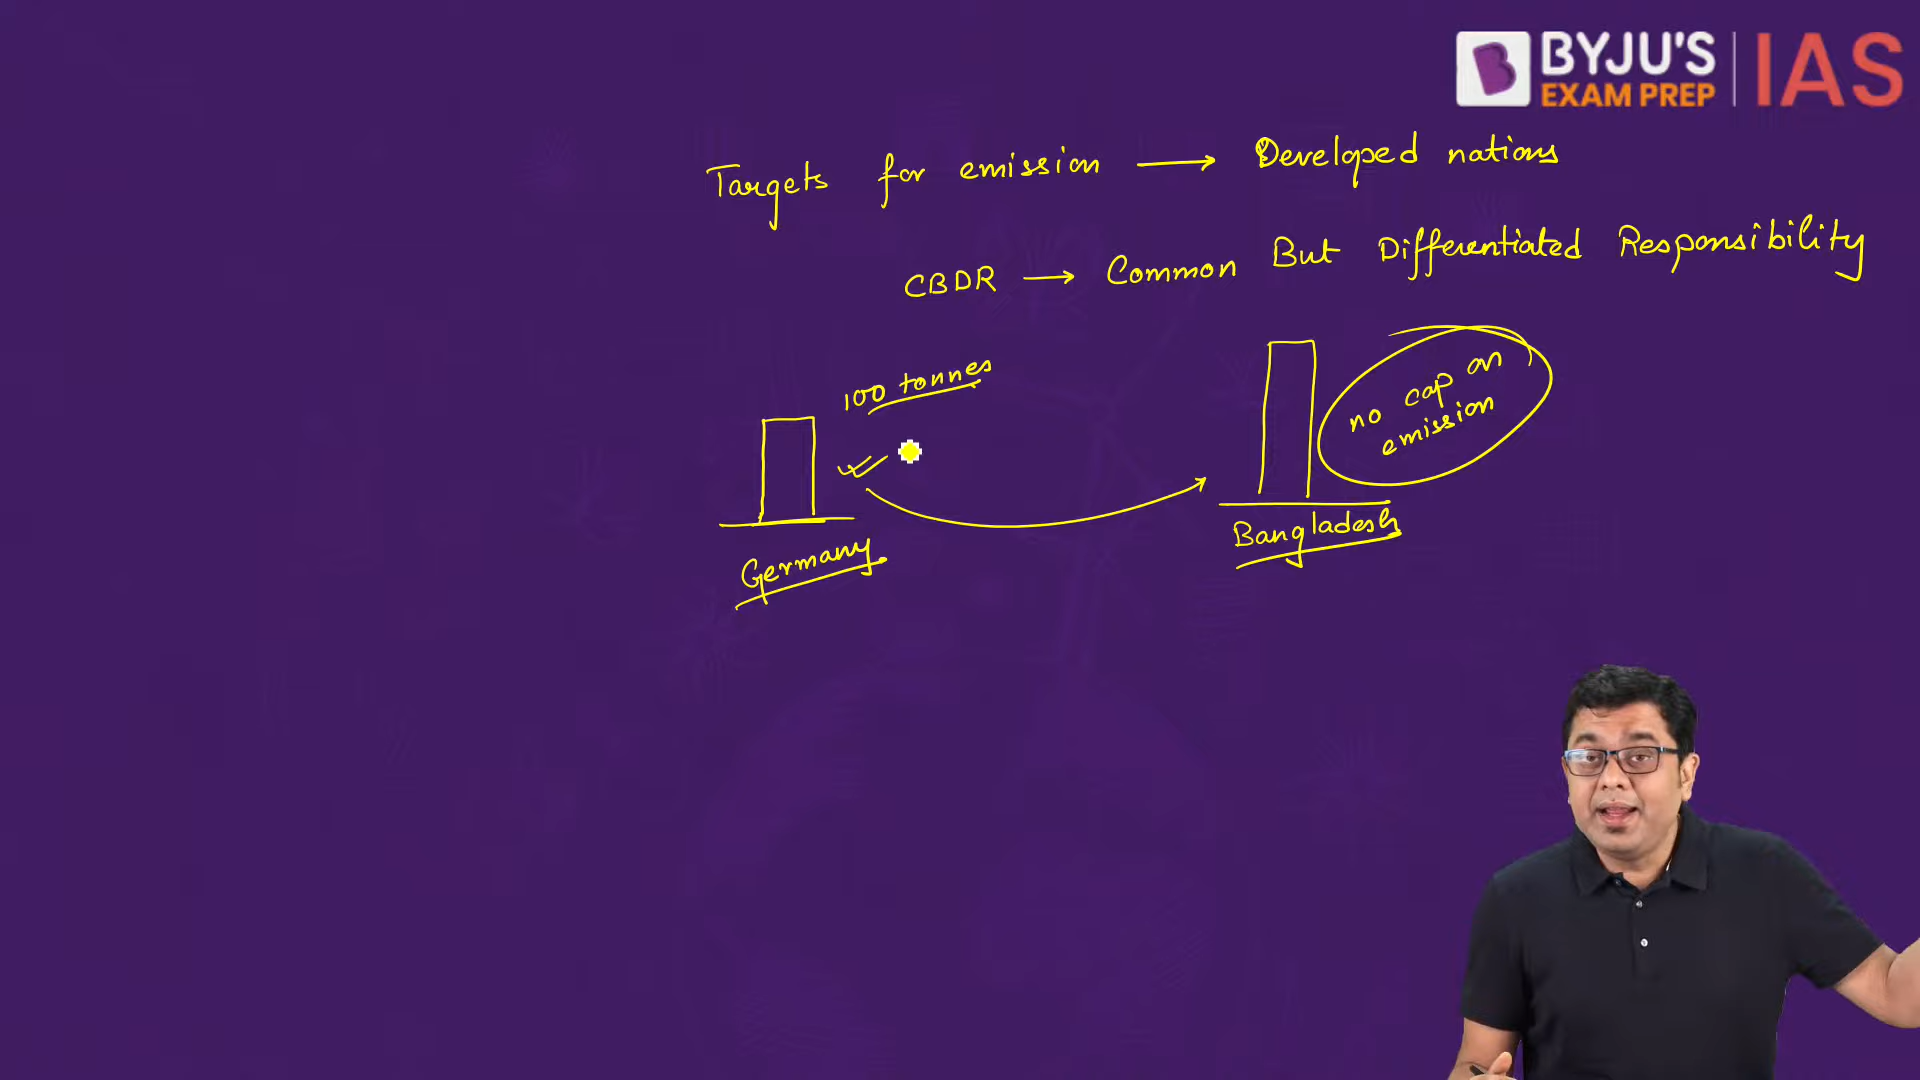 BYJU'S
EXAM PREP
IAS
Targets for emission → Developed nations
CBDR → Common But Differentiated Responsibility
100 tonnes
no cap on
emission
Germany
Bangladesh